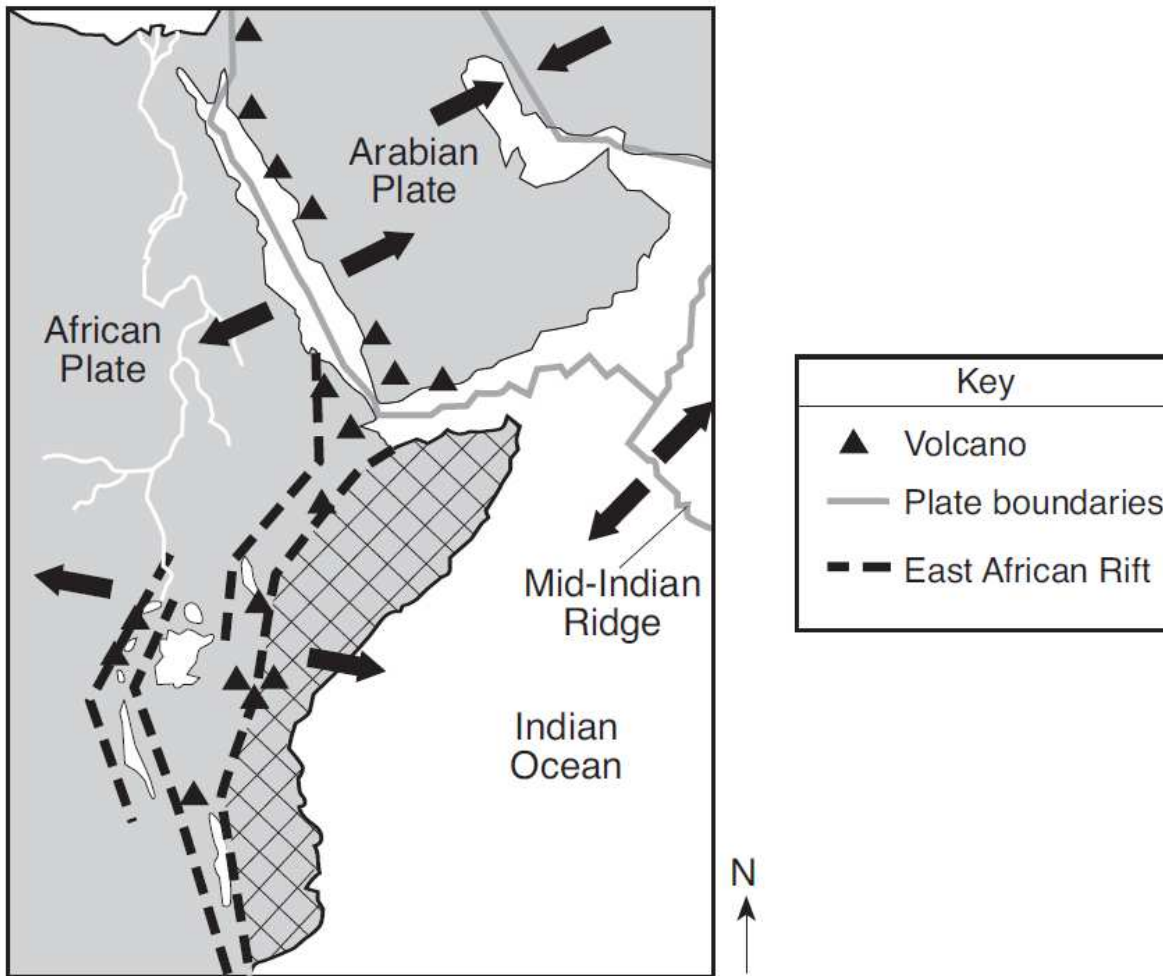 Arabian
Plate
African
Plate
Mid-Indian
Ridge
Indian
Ocean
N
Key
Volcano
Plate boundaries
East African Rift